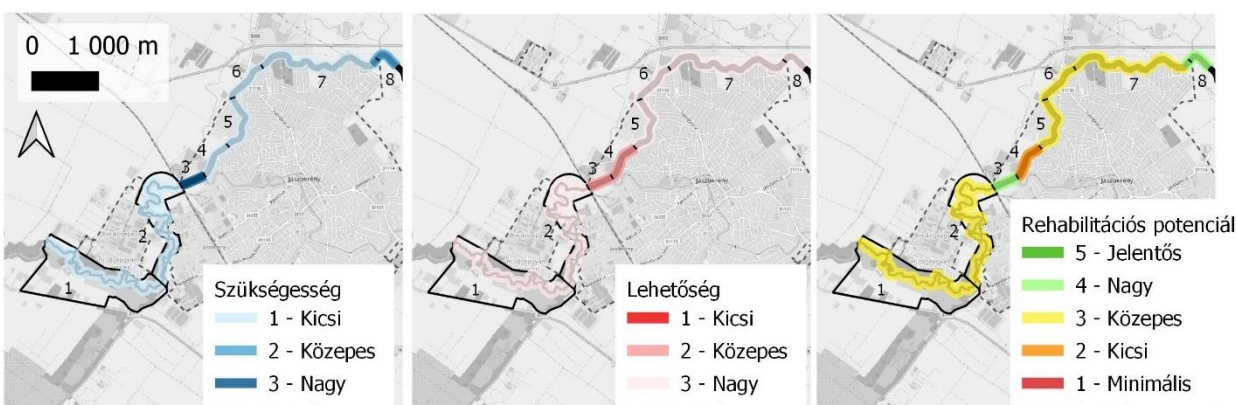 0 1 000 m
1
2
3
4
5
6
7
8
Szükségesség
1 - Kicsi
2 - Közepes
3 - Nagy
1
2
3
4
5
6
7
8
Jászberény
Lehetőség
1 - Kicsi
2 - Közepes
3 - Nagy
1
2
3
4
5
6
7
8
Jászberény
Rehabilitációs potenciál
5 - Jelentős
4 - Nagy
3 - Közepes
2 - Kicsi
1 - Minimális